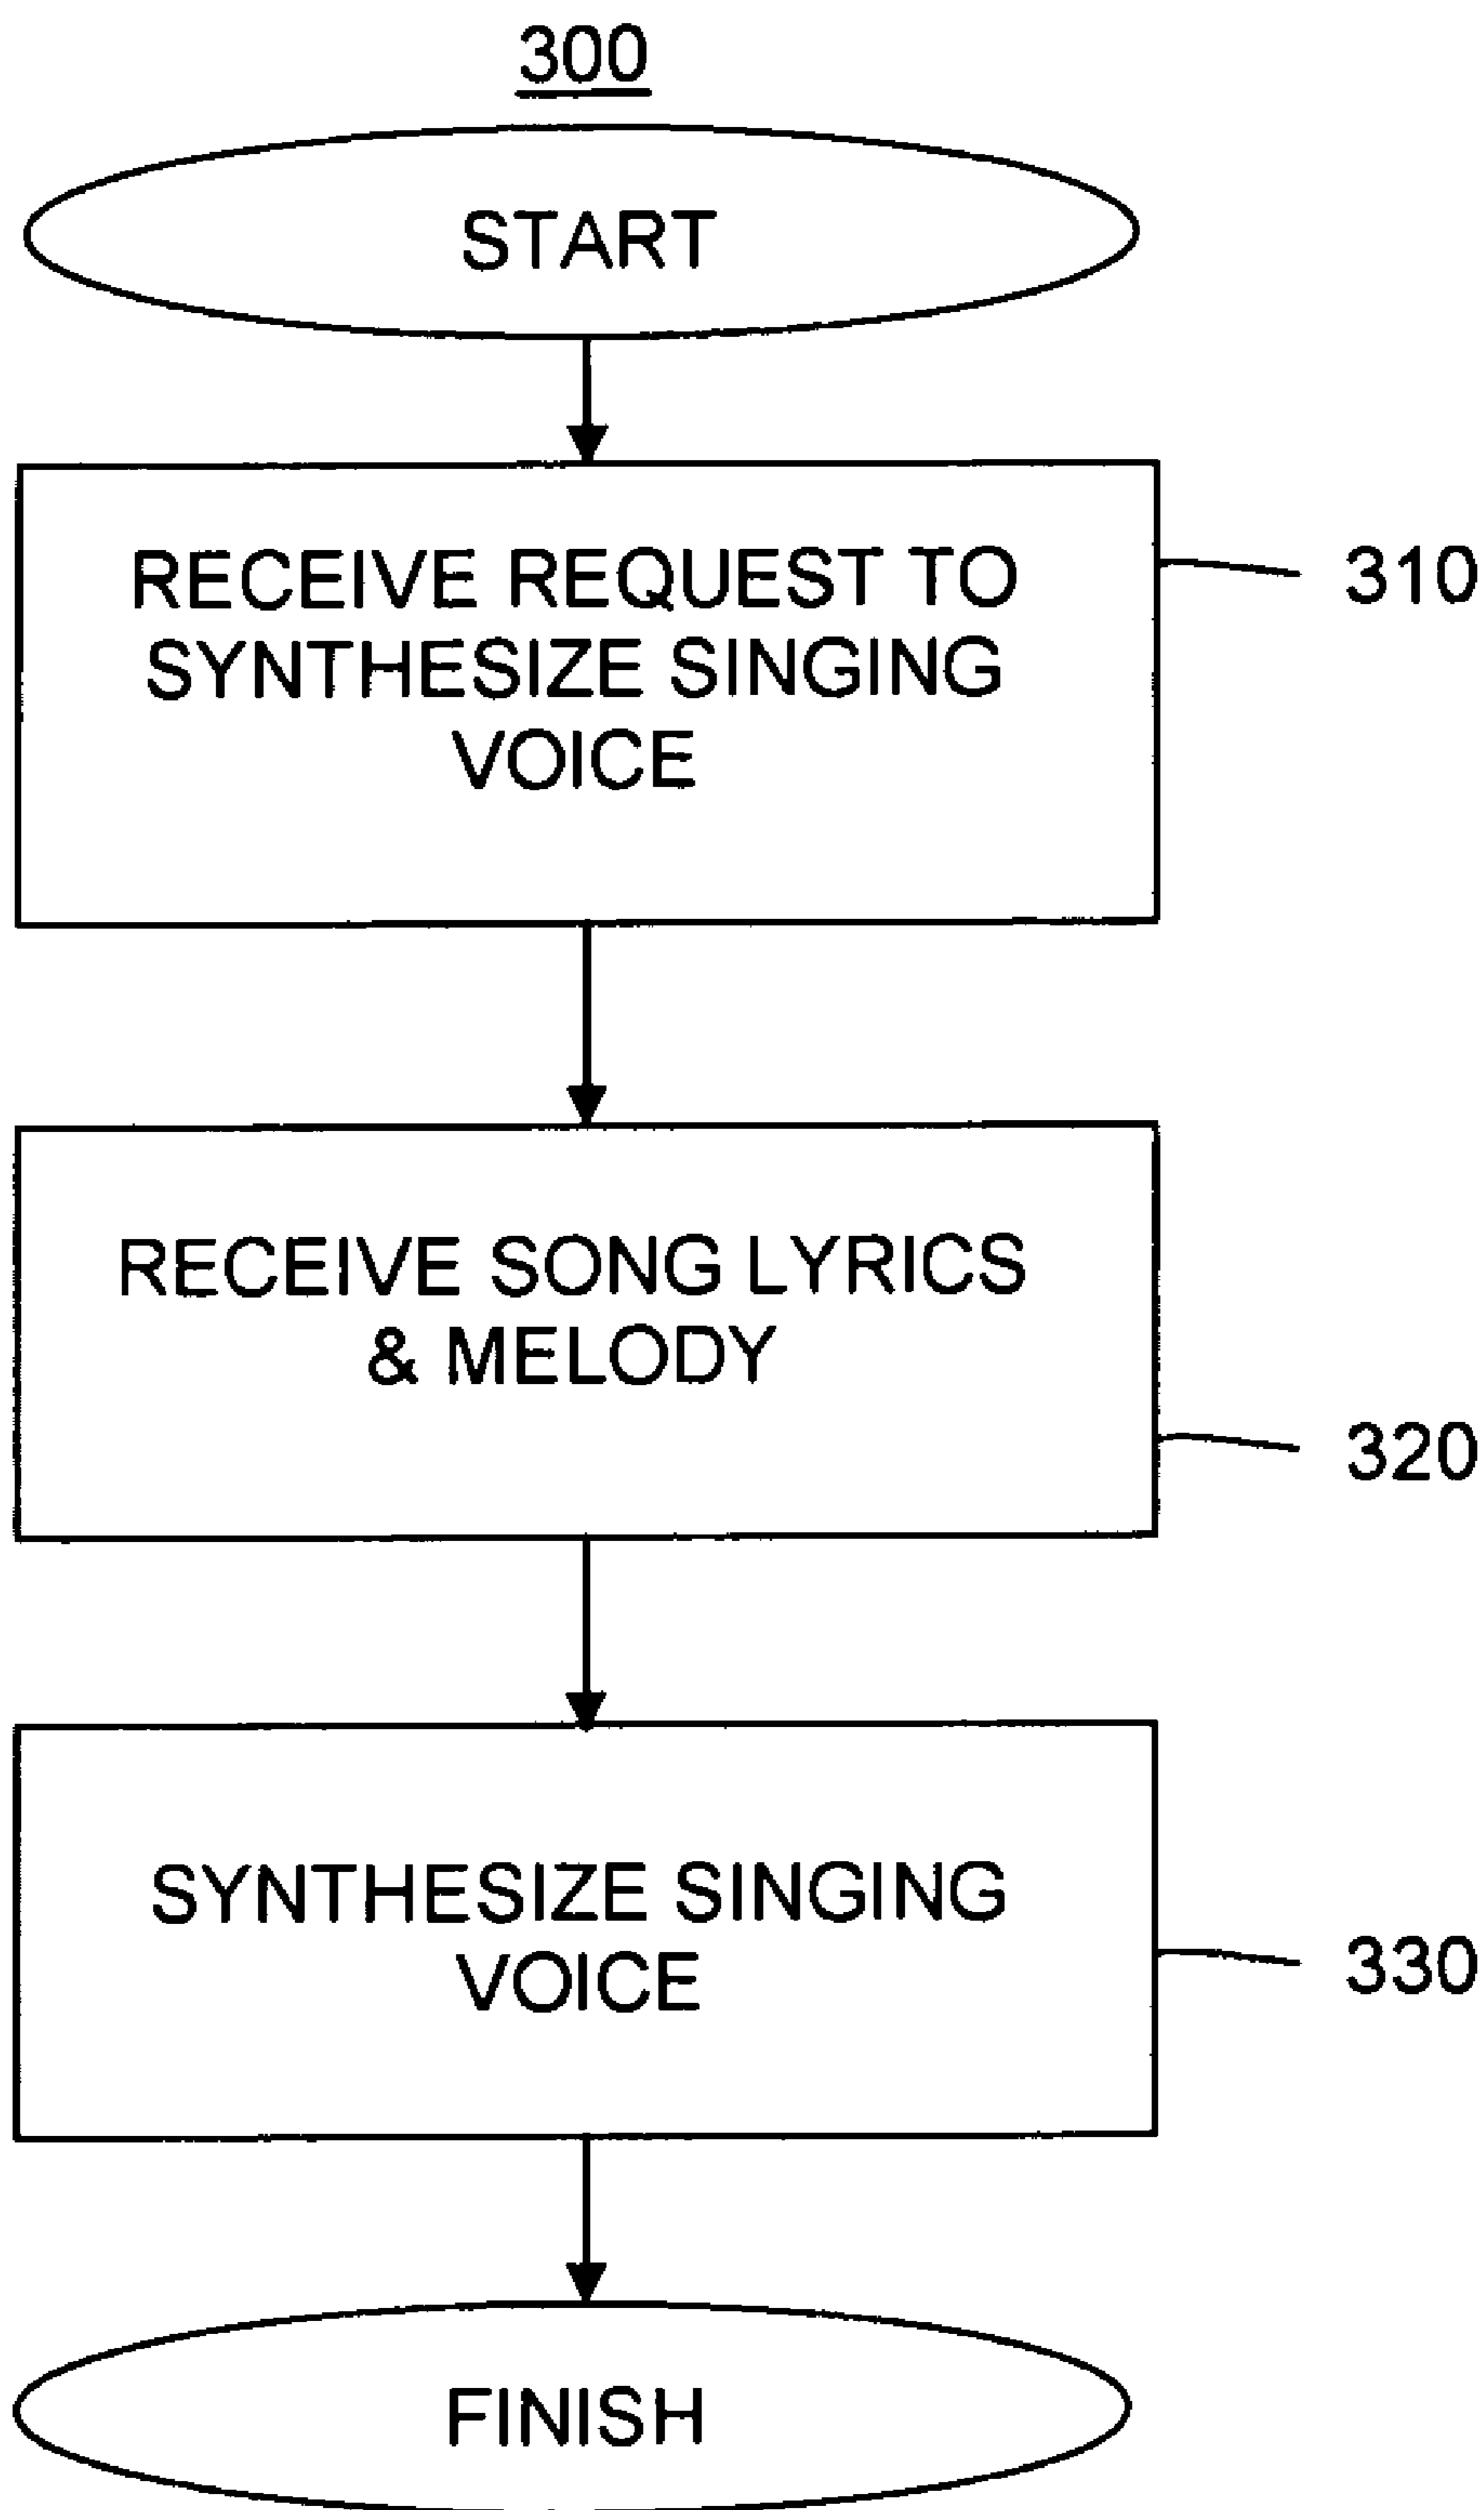 300
START
RECEIVE REQUEST TO
SYNTHESIZE SINGING
VOICE
310
RECEIVE SONG LYRICS
& MELODY
320
SYNTHESIZE SINGING
VOICE
330
FINISH